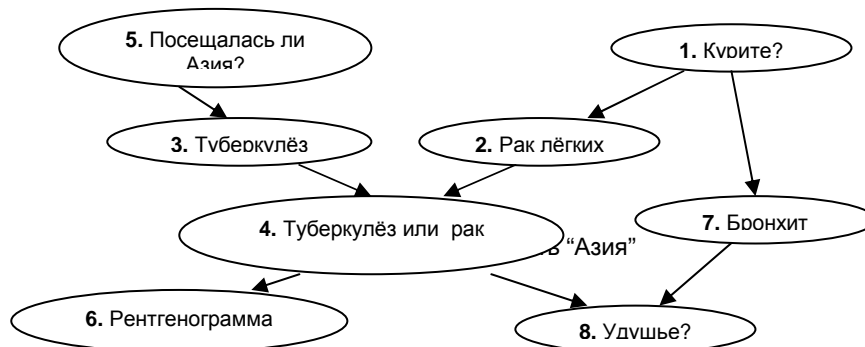 5. Посещалась ли
Азия?
1. Курите?
3. Туберкулёз
2. Рак лёгких
4. Туберкулёз или рак
7. Бронхит
“Азия”
6. Рентгенограмма
8. Удушье?